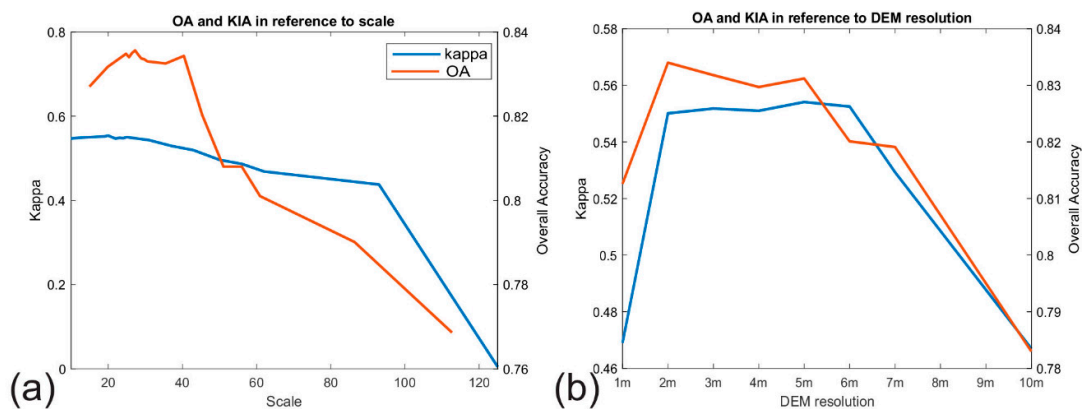 OA and KIA in reference to scale
0.8
0.6
0.4
0.2
0
Kappa
0.84
0.82
0.8
0.78
0.76
Overall Accuracy
kappa
OA
20
40
60
80
100
120
Scale
(a)
OA and KIA in reference to DEM resolution
0.58
0.56
0.54
0.52
0.5
0.48
0.46
Kappa
0.84
0.83
0.82
0.81
0.8
0.79
0.78
Overall Accuracy
1m
2m
3m
4m
5m
6m
7m
8m
9m
10m
DEM resolution
(b)